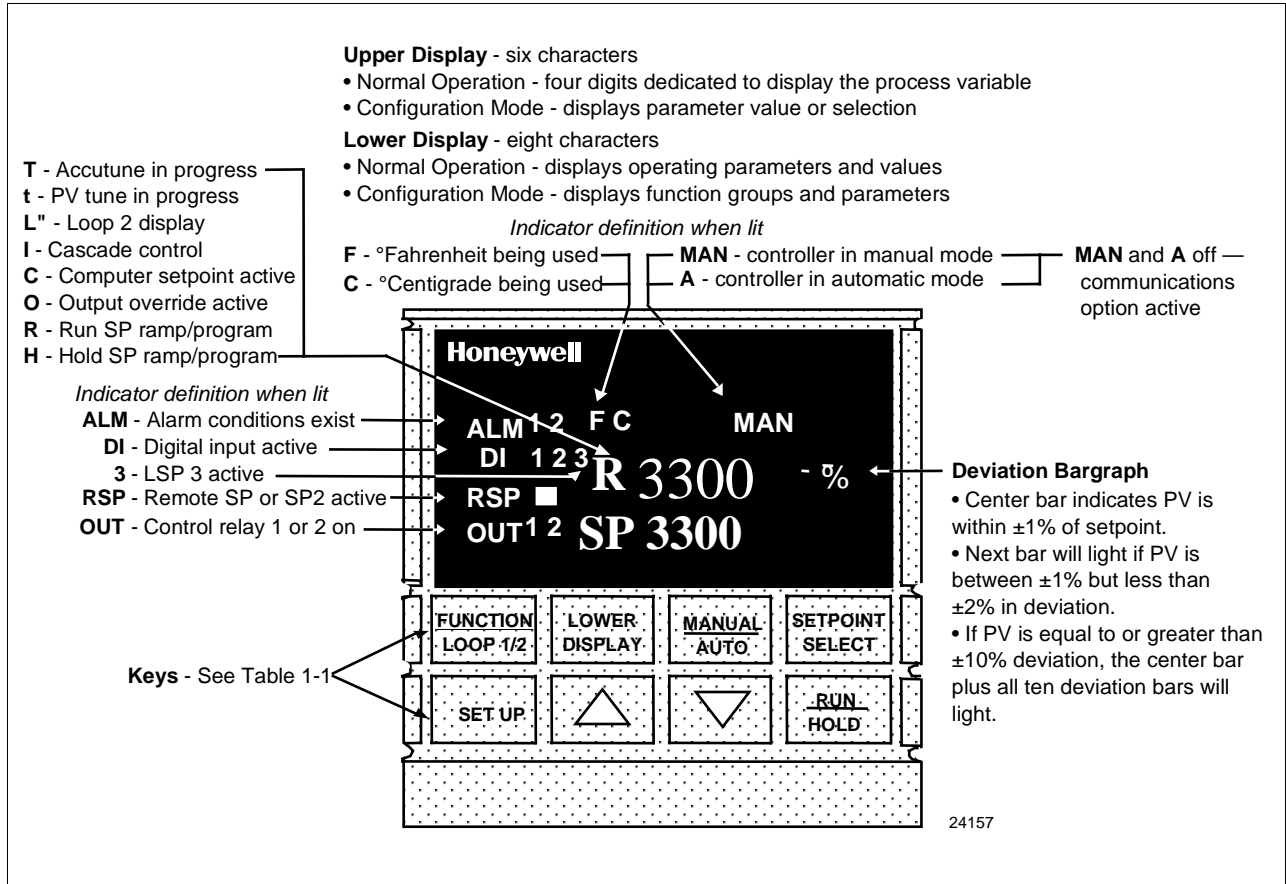 Upper Display - six characters
• Normal Operation - four digits dedicated to display the process variable
• Configuration Mode - displays parameter value or selection
Lower Display - eight characters
• Normal Operation - displays operating parameters and values
• Configuration Mode - displays function groups and parameters
T - Accutune in progress
t - PV tune in progress
L" - Loop 2 display
I - Cascade control
C - Computer setpoint active
O - Output override active
R - Run SP ramp/program
H - Hold SP ramp/program
Indicator definition when lit
F - °Fahrenheit being used
C - °Centigrade being used
MAN - controller in manual mode
A - controller in automatic mode
MAN and A off —
communications
option active
Indicator definition when lit
ALM - Alarm conditions exist
DI - Digital input active
3 - LSP 3 active
RSP - Remote SP or SP2 active
OUT - Control relay 1 or 2 on
Honeywell
ALM 1 2 F C MAN
DI 1 2 3 R 3300 - %
RSP
OUT 1 2 SP 3300
Deviation Bargraph
• Center bar indicates PV is
within ±1% of setpoint.
• Next bar will light if PV is
between ±1% but less than
±2% in deviation.
• If PV is equal to or greater than
±10% deviation, the center bar
plus all ten deviation bars will
light.
Keys - See Table 1-1
FUNCTION
LOOP 1/2
LOWER
DISPLAY
MANUAL
AUTO
SETPOINT
SELECT
SET UP
RUN
HOLD
24157